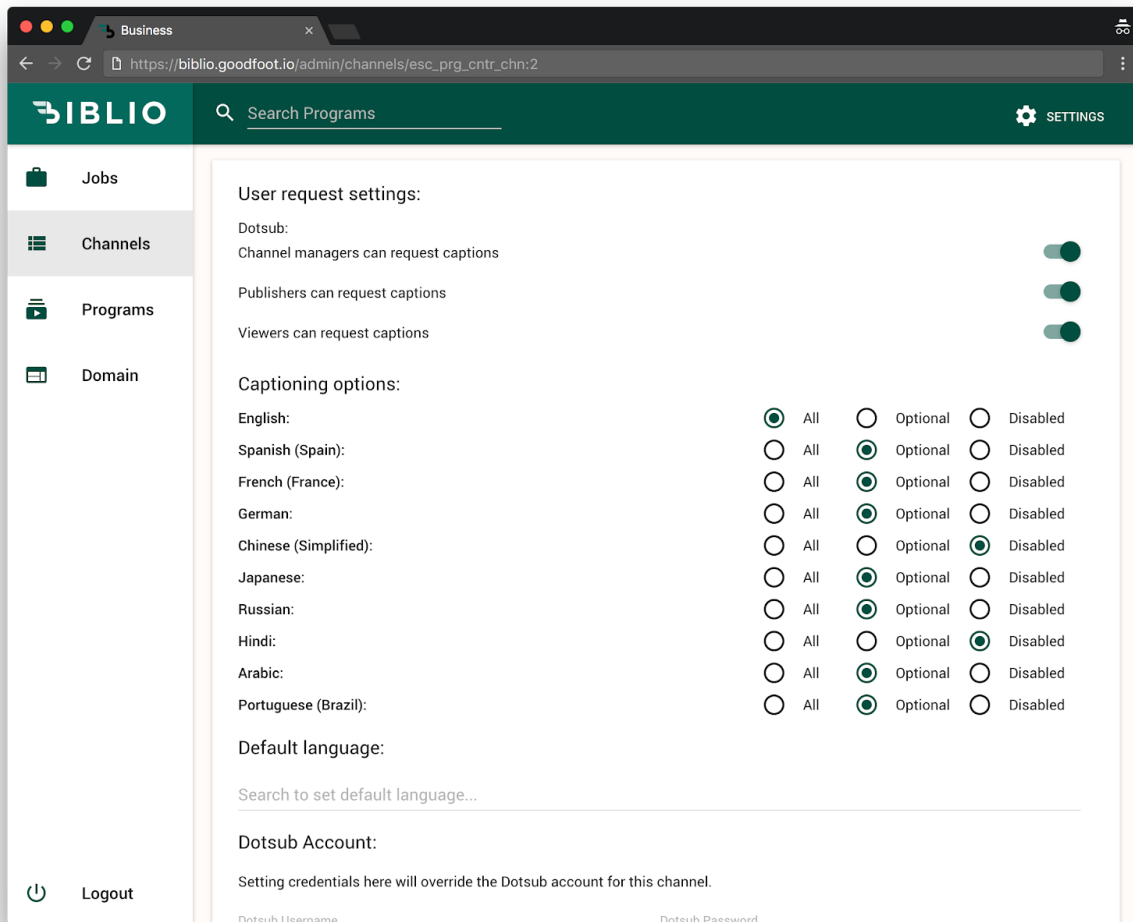 Business
https://biblio.goodfoot.io/admin/channels/esc_prg_cntr_chn:2
BIBLIO
Search Programs
SETTINGS
Jobs
Channels
Programs
Domain
Logout
User request settings:
Dotsub:
Channel managers can request captions
Publishers can request captions
Viewers can request captions
Captioning options:
English: All Optional Disabled
Spanish (Spain): All Optional Disabled
French (France): All Optional Disabled
German: All Optional Disabled
Chinese (Simplified): All Optional Disabled
Japanese: All Optional Disabled
Russian: All Optional Disabled
Hindi: All Optional Disabled
Arabic: All Optional Disabled
Portuguese (Brazil): All Optional Disabled
Default language:
Search to set default language...
Dotsub Account:
Setting credentials here will override the Dotsub account for this channel.
Dotsub Username Dotsub Password